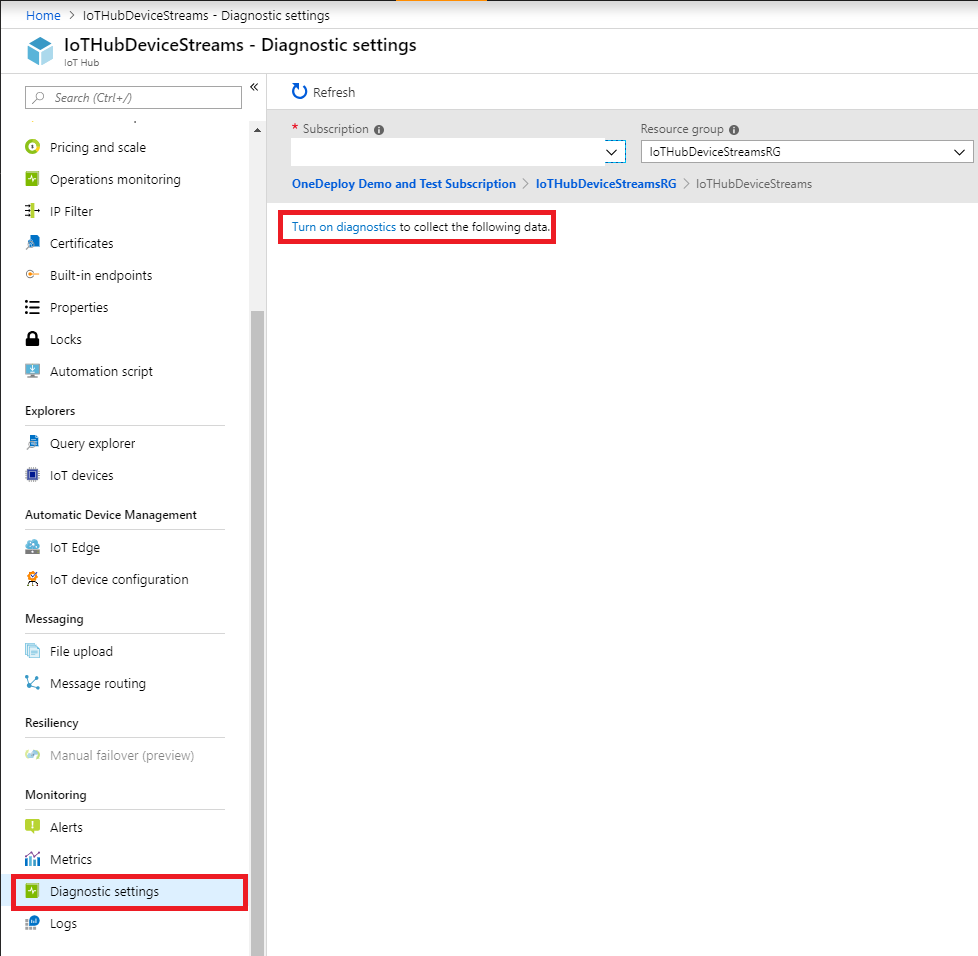 Home > IoTHubDeviceStreams - Diagnostic settings
IoTHubDeviceStreams - Diagnostic settings
IoT Hub
Search (Ctrl+/)
«
Pricing and scale
Operations monitoring
IP Filter
Certificates
Built-in endpoints
Properties
Locks
Automation script
Explorers
Query explorer
IoT devices
Automatic Device Management
IoT Edge
IoT device configuration
Messaging
File upload
Message routing
Resiliency
Manual failover (preview)
Monitoring
Alerts
Metrics
Diagnostic settings
Logs
Refresh
* Subscription
Resource group
IoTHubDeviceStreamsRG
OneDeploy Demo and Test Subscription > IoTHubDeviceStreamsRG > IoTHubDeviceStreams
Turn on diagnostics to collect the following data.